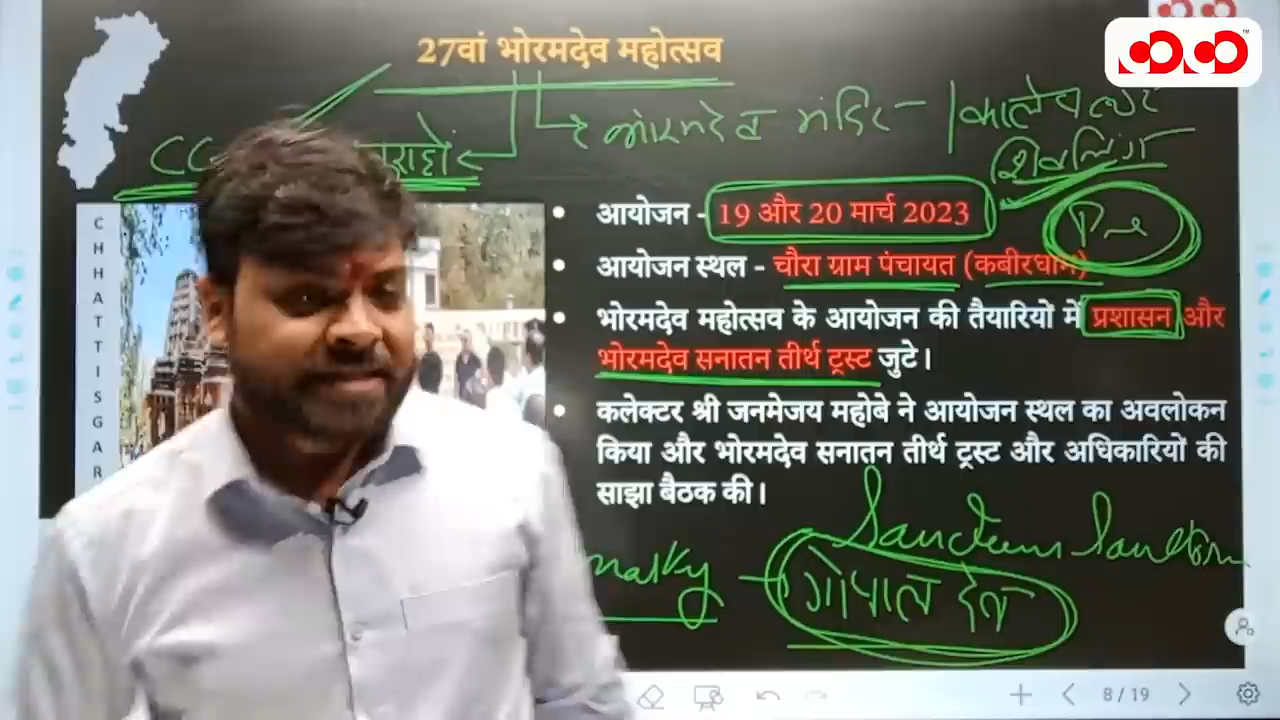 27वां भोरमदेव महोत्सव
भोरमदेव मंदिर -
शिवलिंग
CG
• आयोजन - 19 और 20 मार्च 2023
• आयोजन स्थल - चौरा ग्राम पंचायत (कबीरधाम)
• भोरमदेव महोत्सव के आयोजन की तैयारियों में प्रशासन और
भोरमदेव सनातन तीर्थ ट्रस्ट जुटे।
• कलेक्टर श्री जनमेजय महोबे ने आयोजन स्थल का अवलोकन
किया और भोरमदेव सनातन तीर्थ ट्रस्ट और अधिकारियों की
साझा बैठक की।
गोपाल देव
CHHATTISGAR
8/19